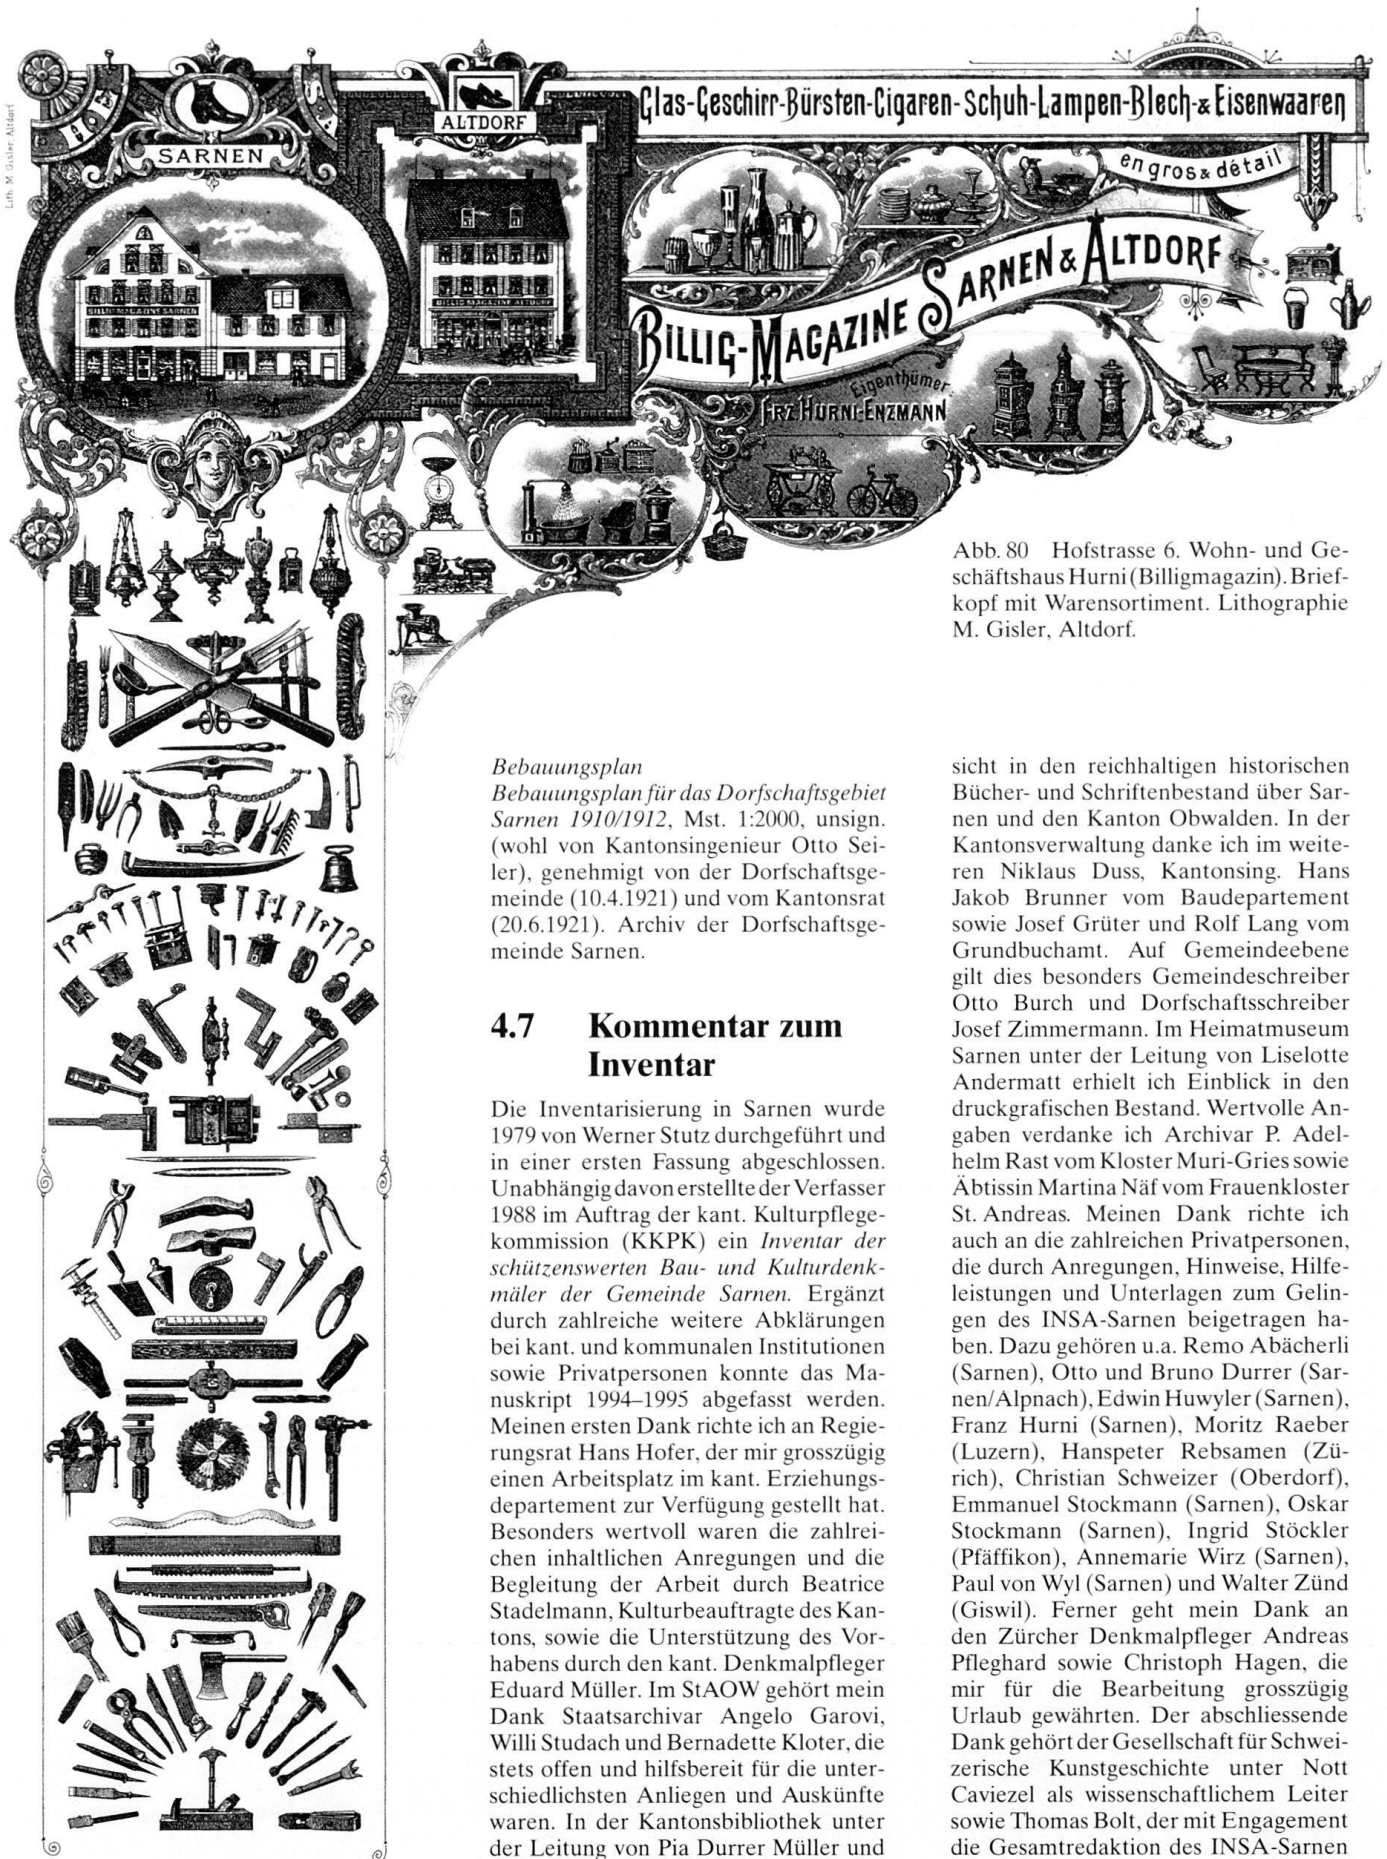 Lith. M. Gisler Altdorf
SARNEN
ALTDORF
Glas-Geschirr-Bürsten-Cigaren-Schuh-Lampen-Blech-& Eisenwaaren
en gros & détail
BILLIG-MAGAZINE SARNEN & ALTDORF
Eigenthümer
FRZ. HURNI-ENZMANN
BILLIG MAGAZINE SARNEN
BILLIG MAGAZINE ALTDORF
Abb. 80 Hofstrasse 6. Wohn- und Ge-
schäftshaus Hurni (Billigmagazin). Brief-
kopf mit Warensortiment. Lithographie
M. Gisler, Altdorf.
Bebauungsplan
Bebauungsplan für das Dorfschaftsgebiet
Sarnen 1910/1912, Mst. 1:2000, unsign.
(wohl von Kantonsingenieur Otto Sei-
ler), genehmigt von der Dorfschaftsge-
meinde (10.4.1921) und vom Kantonsrat
(20.6.1921). Archiv der Dorfschaftsge-
meinde Sarnen.
4.7 Kommentar zum
Inventar
Die Inventarisierung in Sarnen wurde
1979 von Werner Stutz durchgeführt und
in einer ersten Fassung abgeschlossen.
Unabhängig davon erstellte der Verfasser
1988 im Auftrag der kant. Kulturpflege-
kommission (KKPK) ein Inventar der
schützenswerten Bau- und Kulturdenk-
mäler der Gemeinde Sarnen. Ergänzt
durch zahlreiche weitere Abklärungen
bei kant. und kommunalen Institutionen
sowie Privatpersonen konnte das Ma-
nuskript 1994–1995 abgefasst werden.
Meinen ersten Dank richte ich an Regie-
rungsrat Hans Hofer, der mir grosszügig
einen Arbeitsplatz im kant. Erziehungs-
departement zur Verfügung gestellt hat.
Besonders wertvoll waren die zahlrei-
chen inhaltlichen Anregungen und die
Begleitung der Arbeit durch Beatrice
Stadelmann, Kulturbeauftragte des Kan-
tons, sowie die Unterstützung des Vor-
habens durch den kant. Denkmalpfleger
Eduard Müller. Im StAOW gehört mein
Dank Staatsarchivar Angelo Garovi,
Willi Studach und Bernadette Kloter, die
stets offen und hilfsbereit für die unter-
schiedlichsten Anliegen und Auskünfte
waren. In der Kantonsbibliothek unter
der Leitung von Pia Durrer Müller und
sicht in den reichhaltigen historischen
Bücher- und Schriftenbestand über Sar-
nen und den Kanton Obwalden. In der
Kantonsverwaltung danke ich im weite-
ren Niklaus Duss, Kantonsing. Hans
Jakob Brunner vom Baudepartement
sowie Josef Grüter und Rolf Lang vom
Grundbuchamt. Auf Gemeindeebene
gilt dies besonders Gemeindeschreiber
Otto Burch und Dorfschaftsschreiber
Josef Zimmermann. Im Heimatmuseum
Sarnen unter der Leitung von Liselotte
Andermatt erhielt ich Einblick in den
druckgrafischen Bestand. Wertvolle An-
gaben verdanke ich Archivar P. Adel-
helm Rast vom Kloster Muri-Gries sowie
Äbtissin Martina Näf vom Frauenkloster
St. Andreas. Meinen Dank richte ich
auch an die zahlreichen Privatpersonen,
die durch Anregungen, Hinweise, Hilfe-
leistungen und Unterlagen zum Gelin-
gen des INSA-Sarnen beigetragen ha-
ben. Dazu gehören u.a. Remo Abächerli
(Sarnen), Otto und Bruno Durrer (Sar-
nen/Alpnach), Edwin Huwyler (Sarnen),
Franz Hurni (Sarnen), Moritz Raeber
(Luzern), Hanspeter Rebsamen (Zü-
rich), Christian Schweizer (Oberdorf),
Emmanuel Stockmann (Sarnen), Oskar
Stockmann (Sarnen), Ingrid Stöckler
(Pfäffikon), Annemarie Wirz (Sarnen),
Paul von Wyl (Sarnen) und Walter Zünd
(Giswil). Ferner geht mein Dank an
den Zürcher Denkmalpfleger Andreas
Pfleghard sowie Christoph Hagen, die
mir für die Bearbeitung grosszügig
Urlaub gewährten. Der abschliessende
Dank gehört der Gesellschaft für Schwei-
zerische Kunstgeschichte unter Nott
Caviezel als wissenschaftlichem Leiter
sowie Thomas Bolt, der mit Engagement
die Gesamtredaktion des INSA-Sarnen